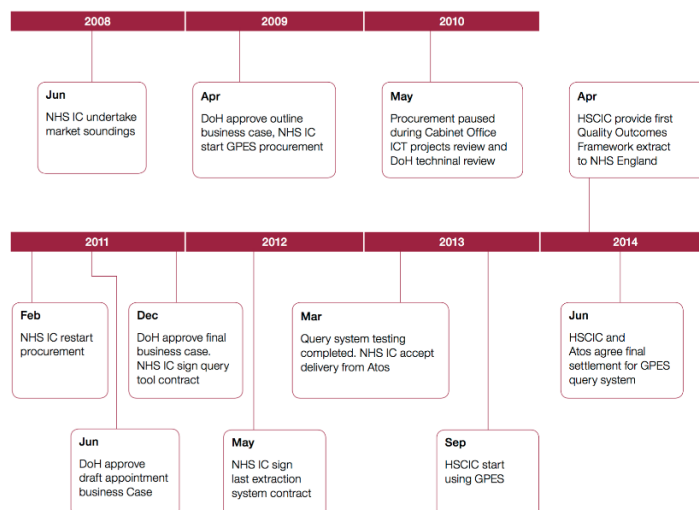 2008
2009
2010
Jun
NHS IC undertake
market soundings
Apr
DoH approve outline
business case, NHS IC
start GPES procurement
May
Procurement paused
during Cabinet Office
ICT projects review and
DoH techninal review
Apr
HSCIC provide first
Quality Outcomes
Framework extract
to NHS England
2011
2012
2013
2014
Feb
NHS IC restart
procurement
Dec
DoH approve final
business case.
NHS IC sign query
tool contract
Mar
Query system testing
completed. NHS IC accept
delivery from Atos
Jun
HSCIC and
Atos agree final
settlement for GPES
query system
Jun
DoH approve
draft appointment
business Case
May
NHS IC sign
last extraction
system contract
Sep
HSCIC start
using GPES